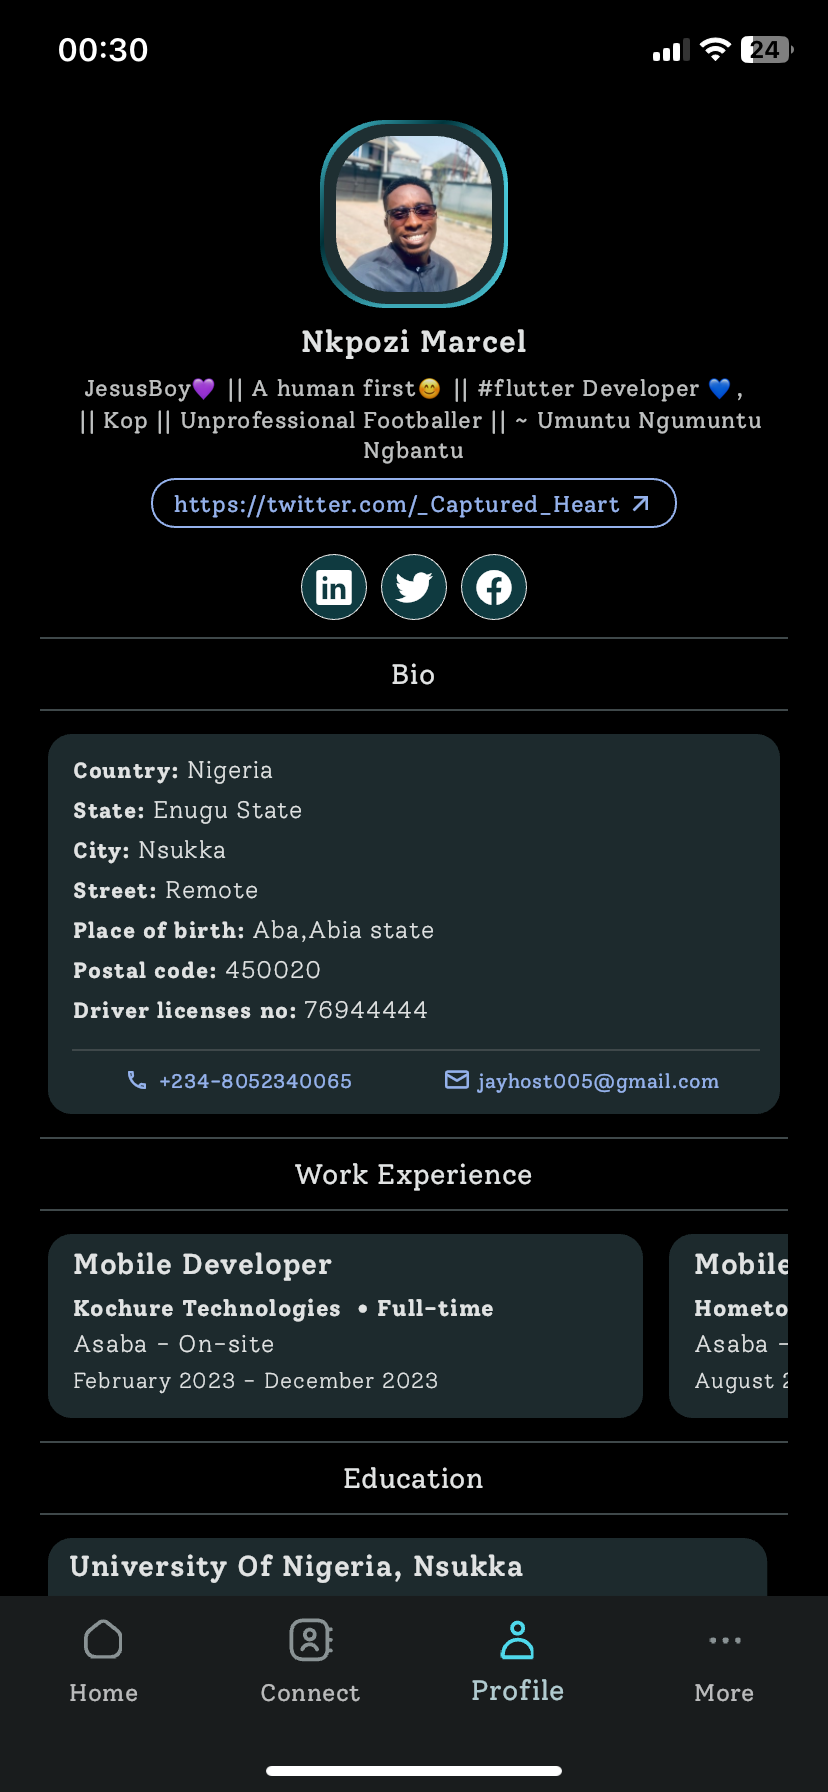 00:30
24
Nkpozi Marcel
JesusBoy💜 || A human first😊 || #flutter Developer 💙,
|| Kop || Unprofessional Footballer || ~ Umuntu Ngumuntu
Ngbantu
https://twitter.com/_Captured_Heart
Bio
Country: Nigeria
State: Enugu State
City: Nsukka
Street: Remote
Place of birth: Aba,Abia state
Postal code: 450020
Driver licenses no: 76944444
+234-8052340065 jayhost005@gmail.com
Work Experience
Mobile Developer
Kochure Technologies • Full-time
Asaba - On-site
February 2023 - December 2023
Mobile
Hometo
Asaba -
August 2
Education
University Of Nigeria, Nsukka
Home Connect Profile More